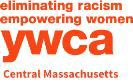 eliminating racism
empowering women
ywca
Central Massachusetts